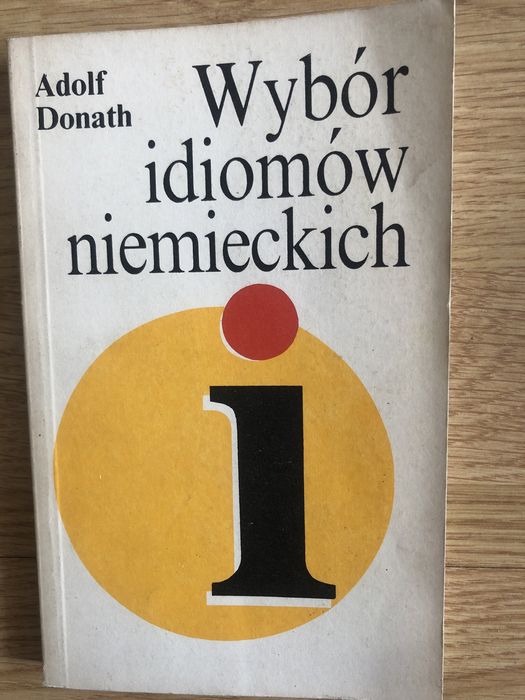 Adolf
Donath
Wybór
idiomów
niemieckich
i